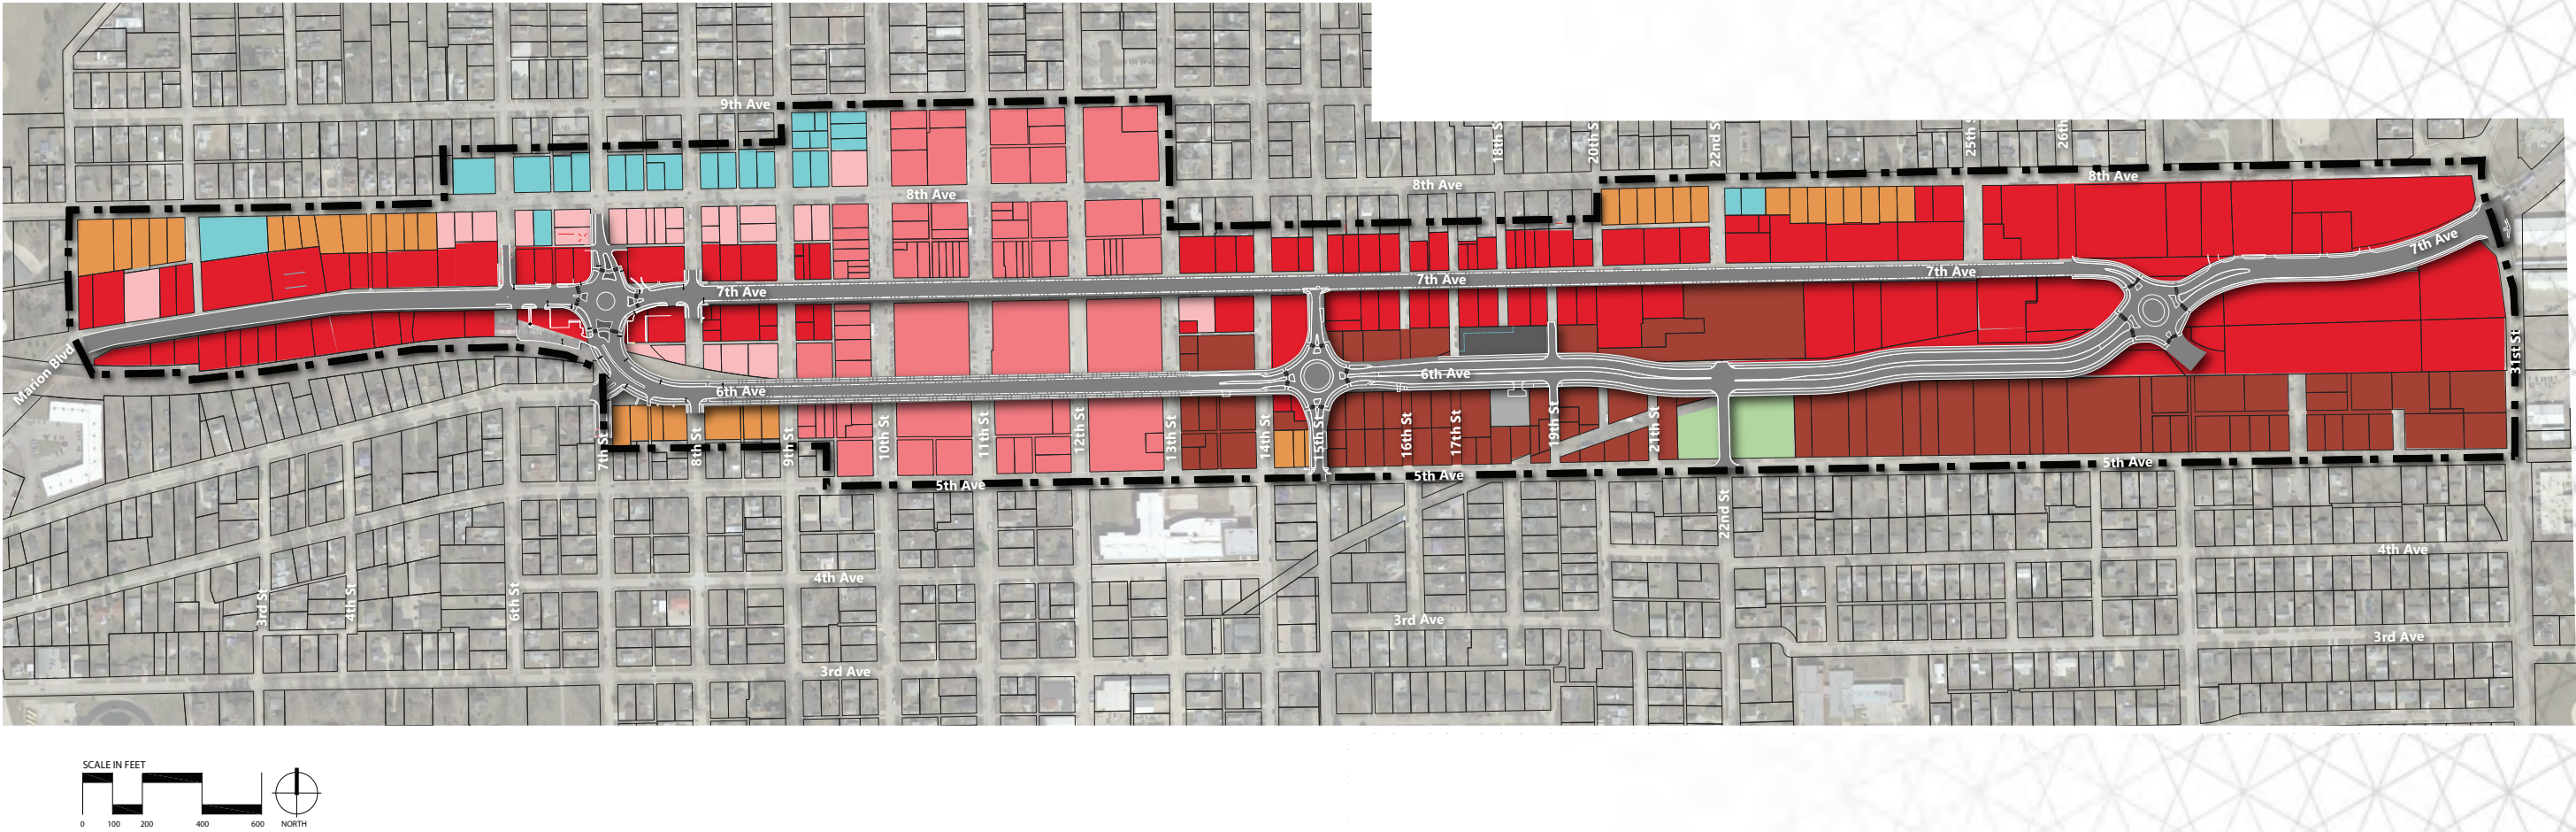 9th Ave
18th S
20th S
22nd S
25th S
26th
8th Ave
8th Ave
8th Ave
7th Ave
7th Ave
7th Ave
7th Ave
Marion Blvd
31st St
6th Ave
6th Ave
7th St
8th St
9th St
10th St
11th St
12th St
13th St
14th St
15th St
16th St
17th St
19th St
21st St
5th Ave
5th Ave
5th Ave
22nd St
4th Ave
4th Ave
3rd St
4th St
6th St
3rd Ave
3rd Ave
3rd Ave
SCALE IN FEET
0 100 200 400 600 NORTH